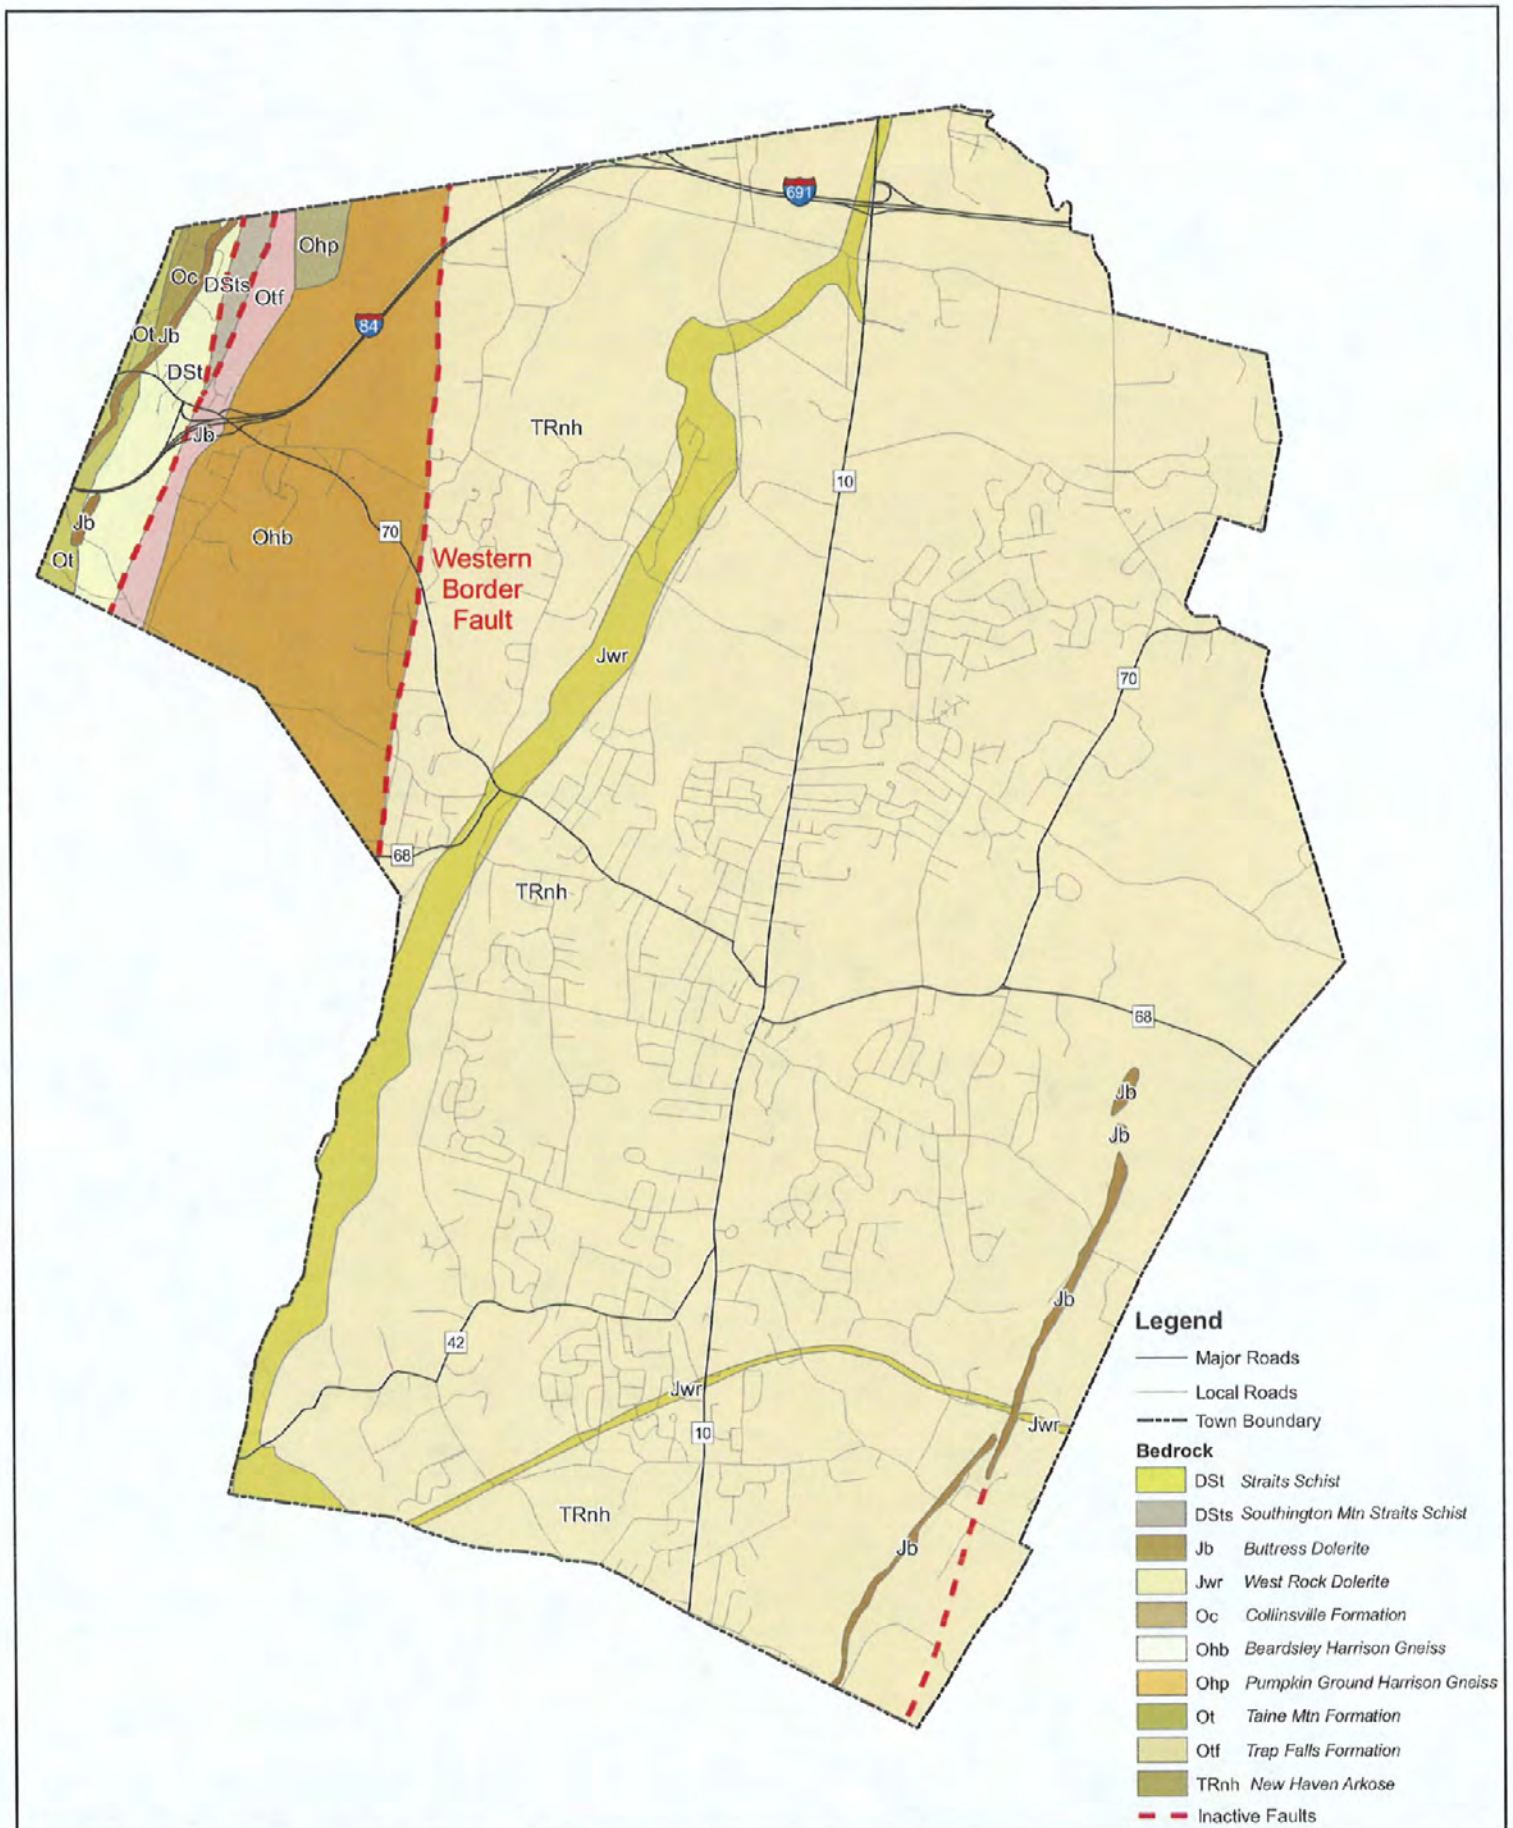 691
Ohp
Oc
DSts
Otf
84
Ot
Jb
DSt
TRnh
Jb
10
Jb
70
Ohb
Western
Border
Fault
Ot
Jwr
70
68
TRnh
68
Jb
Jb
Jb
42
Jwr
Jwr
10
TRnh
Jb
Legend
Major Roads
Local Roads
Town Boundary
Bedrock
DSt Straits Schist
DSts Southington Mtn Straits Schist
Jb Buttress Dolerite
Jwr West Rock Dolerite
Oc Collinsville Formation
Ohb Beardsley Harrison Gneiss
Ohp Pumpkin Ground Harrison Gneiss
Ot Taine Mtn Formation
Otf Trap Falls Formation
TRnh New Haven Arkose
Inactive Faults